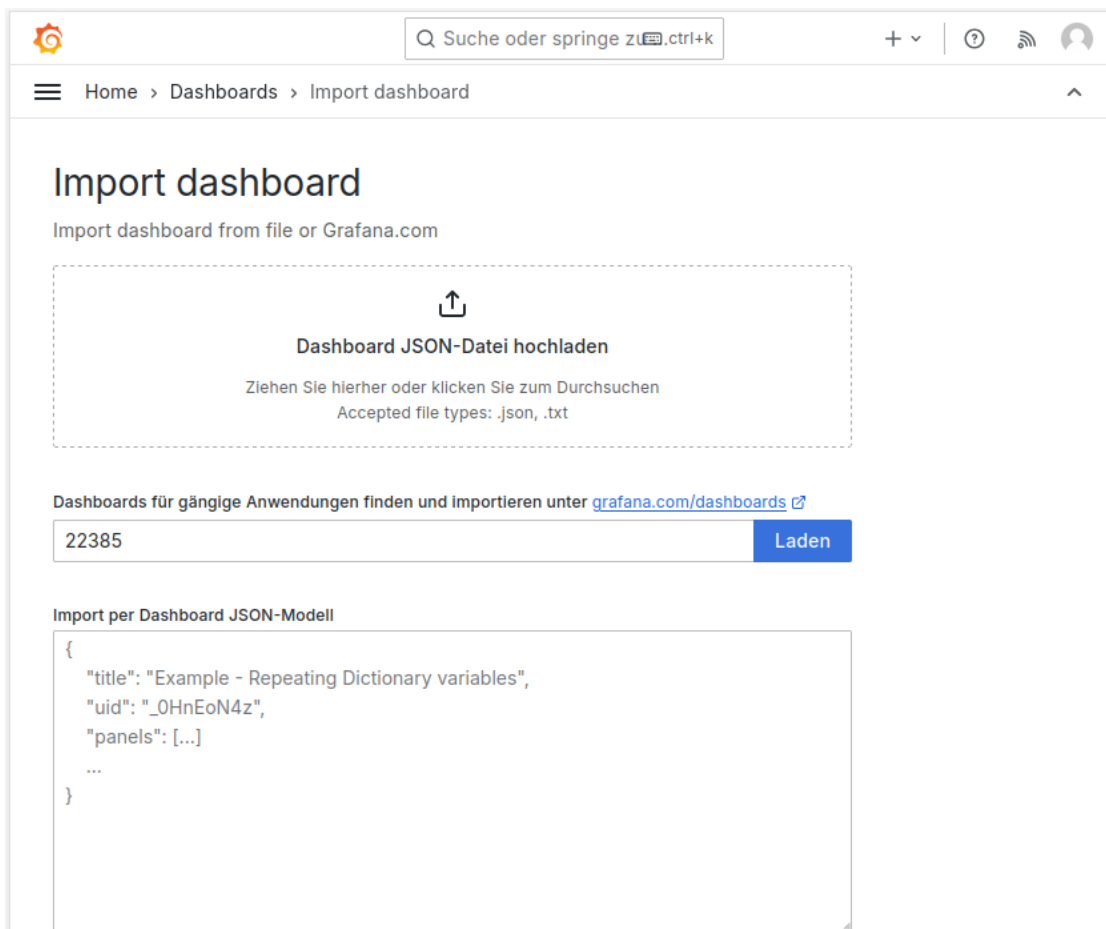 Suche oder springe zu ctrl+k
Home › Dashboards › Import dashboard
Import dashboard
Import dashboard from file or Grafana.com
Dashboard JSON-Datei hochladen
Ziehen Sie hierher oder klicken Sie zum Durchsuchen
Accepted file types: .json, .txt
Dashboards für gängige Anwendungen finden und importieren unter grafana.com/dashboards
22385 Laden
Import per Dashboard JSON-Modell
{
"title": "Example - Repeating Dictionary variables",
"uid": "_0HnEoN4z",
"panels": [...]
...
}